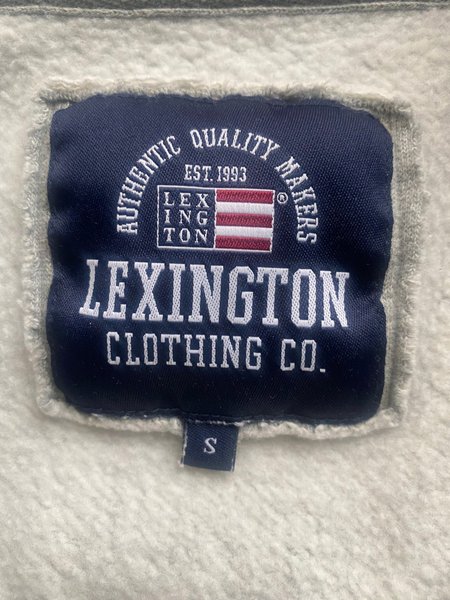 AUTHENTIC QUALITY MAKERS
EST. 1993
LEX
ING
TON
®
LEXINGTON
CLOTHING CO.
S